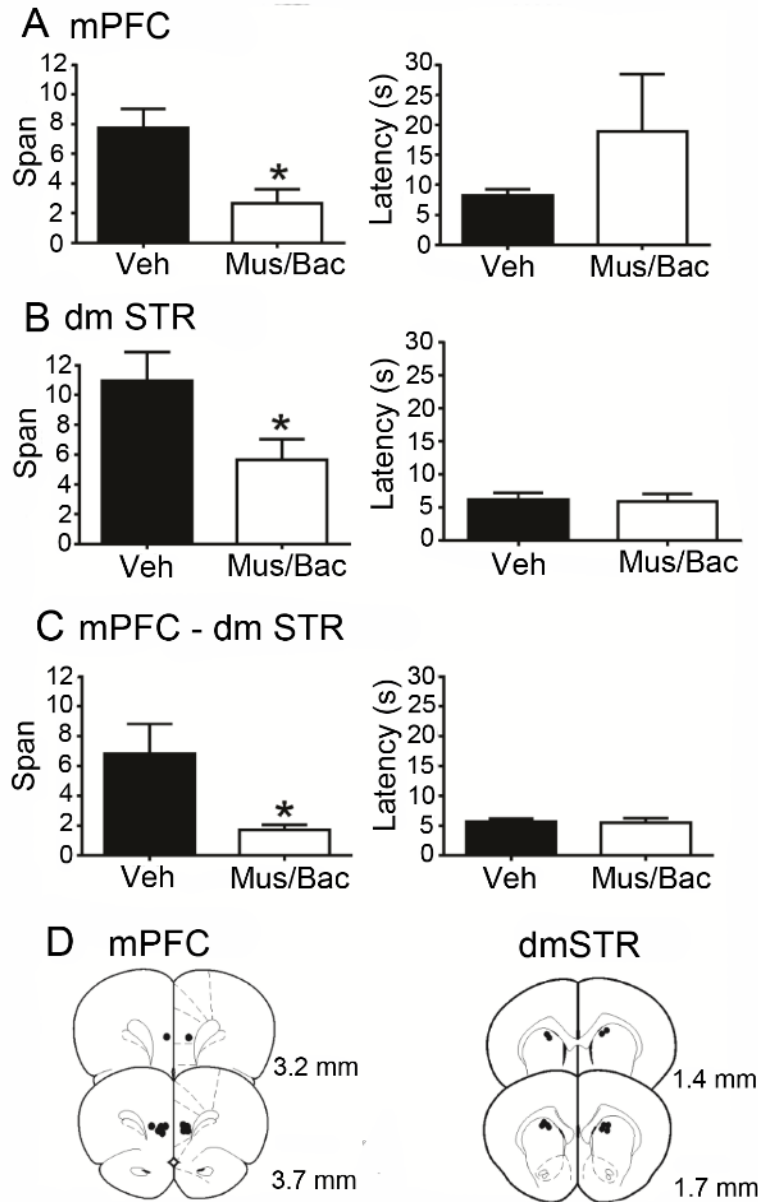 A mPFC
12
10
8
6
4
2
0
Span
*
Veh Mus/Bac
30
25
20
15
10
5
0
Latency (s)
Veh Mus/Bac
B dm STR
12
10
8
6
4
2
0
Span
*
Veh Mus/Bac
30
25
20
15
10
5
0
Latency (s)
Veh Mus/Bac
C mPFC - dm STR
12
10
8
6
4
2
0
Span
*
Veh Mus/Bac
30
25
20
15
10
5
0
Latency (s)
Veh Mus/Bac
D mPFC
3.2 mm
3.7 mm
dmSTR
1.4 mm
1.7 mm